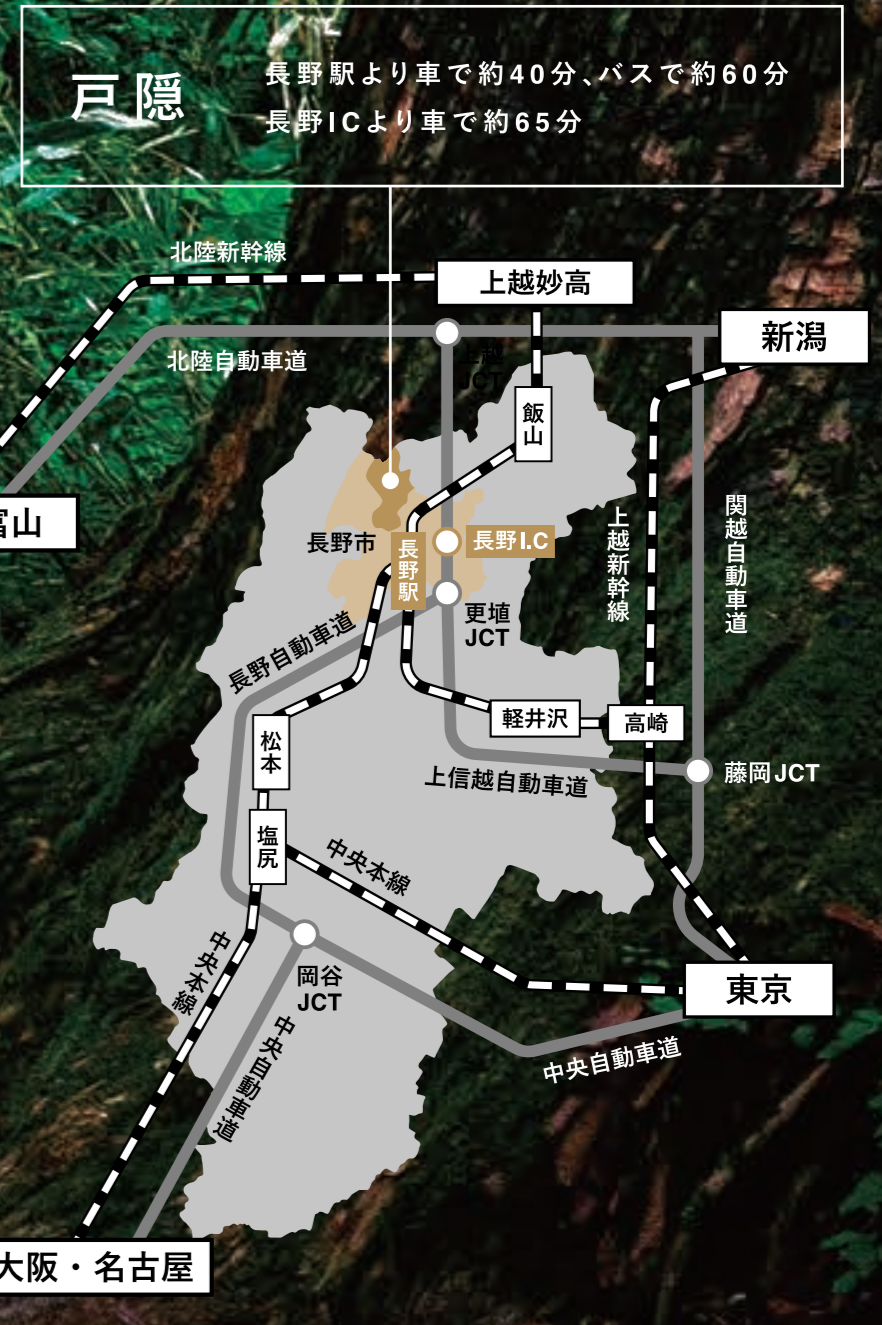 戸隠
長野駅より車で約40分、バスで約60分
長野ICより車で約65分
北陸新幹線
上越妙高
新潟
北陸自動車道
上越
JCT
飯山
富山
関越自動車道
上越新幹線
長野市
長野駅
長野I.C
更埴
JCT
長野自動車道
軽井沢
高崎
松本
上信越自動車道
藤岡JCT
塩尻
中央本線
中央本線
岡谷
JCT
東京
中央自動車道
中央自動車道
大阪・名古屋